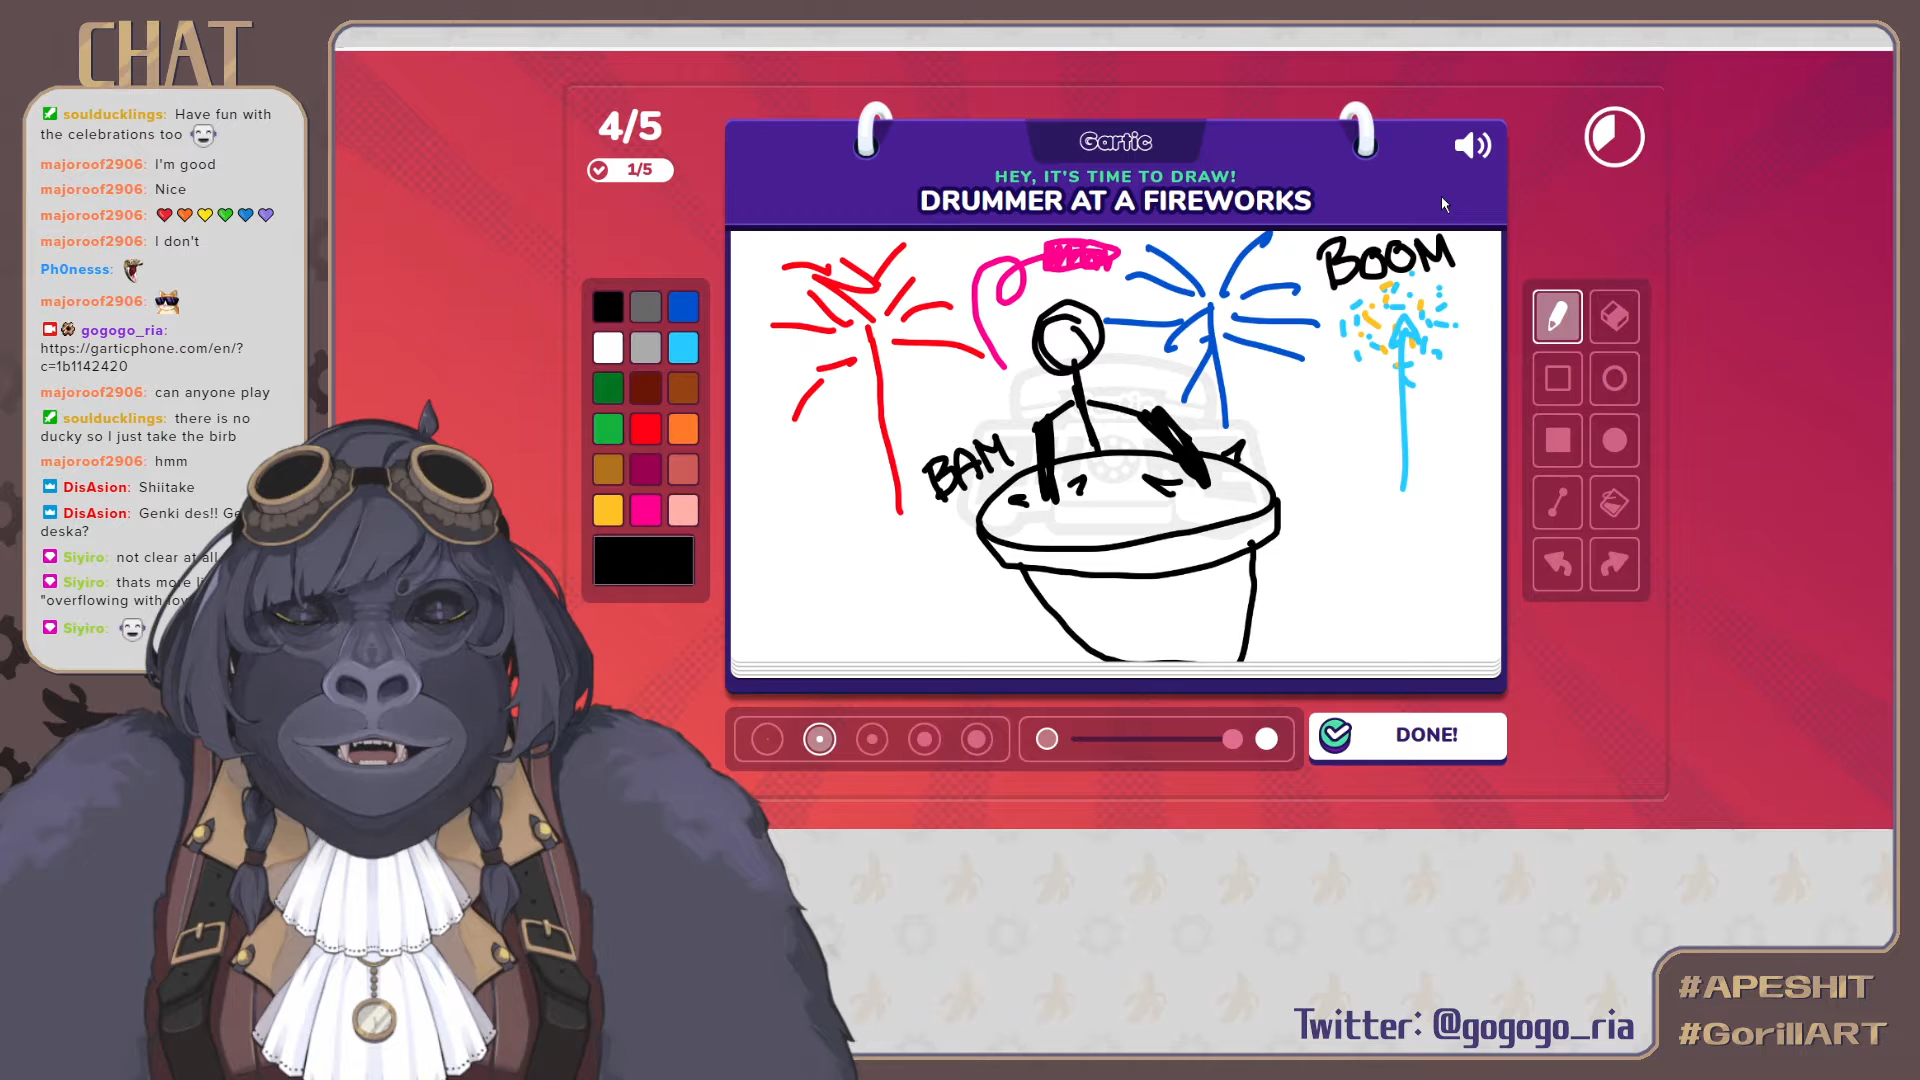 CHAT
soulducklings: Have fun with
the celebrations too
majoroof2906: I'm good
majoroof2906: Nice
majoroof2906:
majoroof2906: I don't
Ph0nesss:
majoroof2906:
gogogo_ria:
https://garticphone.com/en/?
c=1b1142420
majoroof2906: can anyone play
soulducklings: there is no
ducky so I just take the birb
majoroof2906: hmm
DisAsion: Shiitake
DisAsion: Genki des!! Ge
deska?
Siyiro: not clear at all
Siyiro: thats more li
"overflowing with lov
Siyiro:
4/5
1/5
Gartic
HEY, IT'S TIME TO DRAW!
DRUMMER AT A FIREWORKS
BOOM
BAM
DONE!
Twitter: @gogogo_ria
#APESHIT
#GorillART